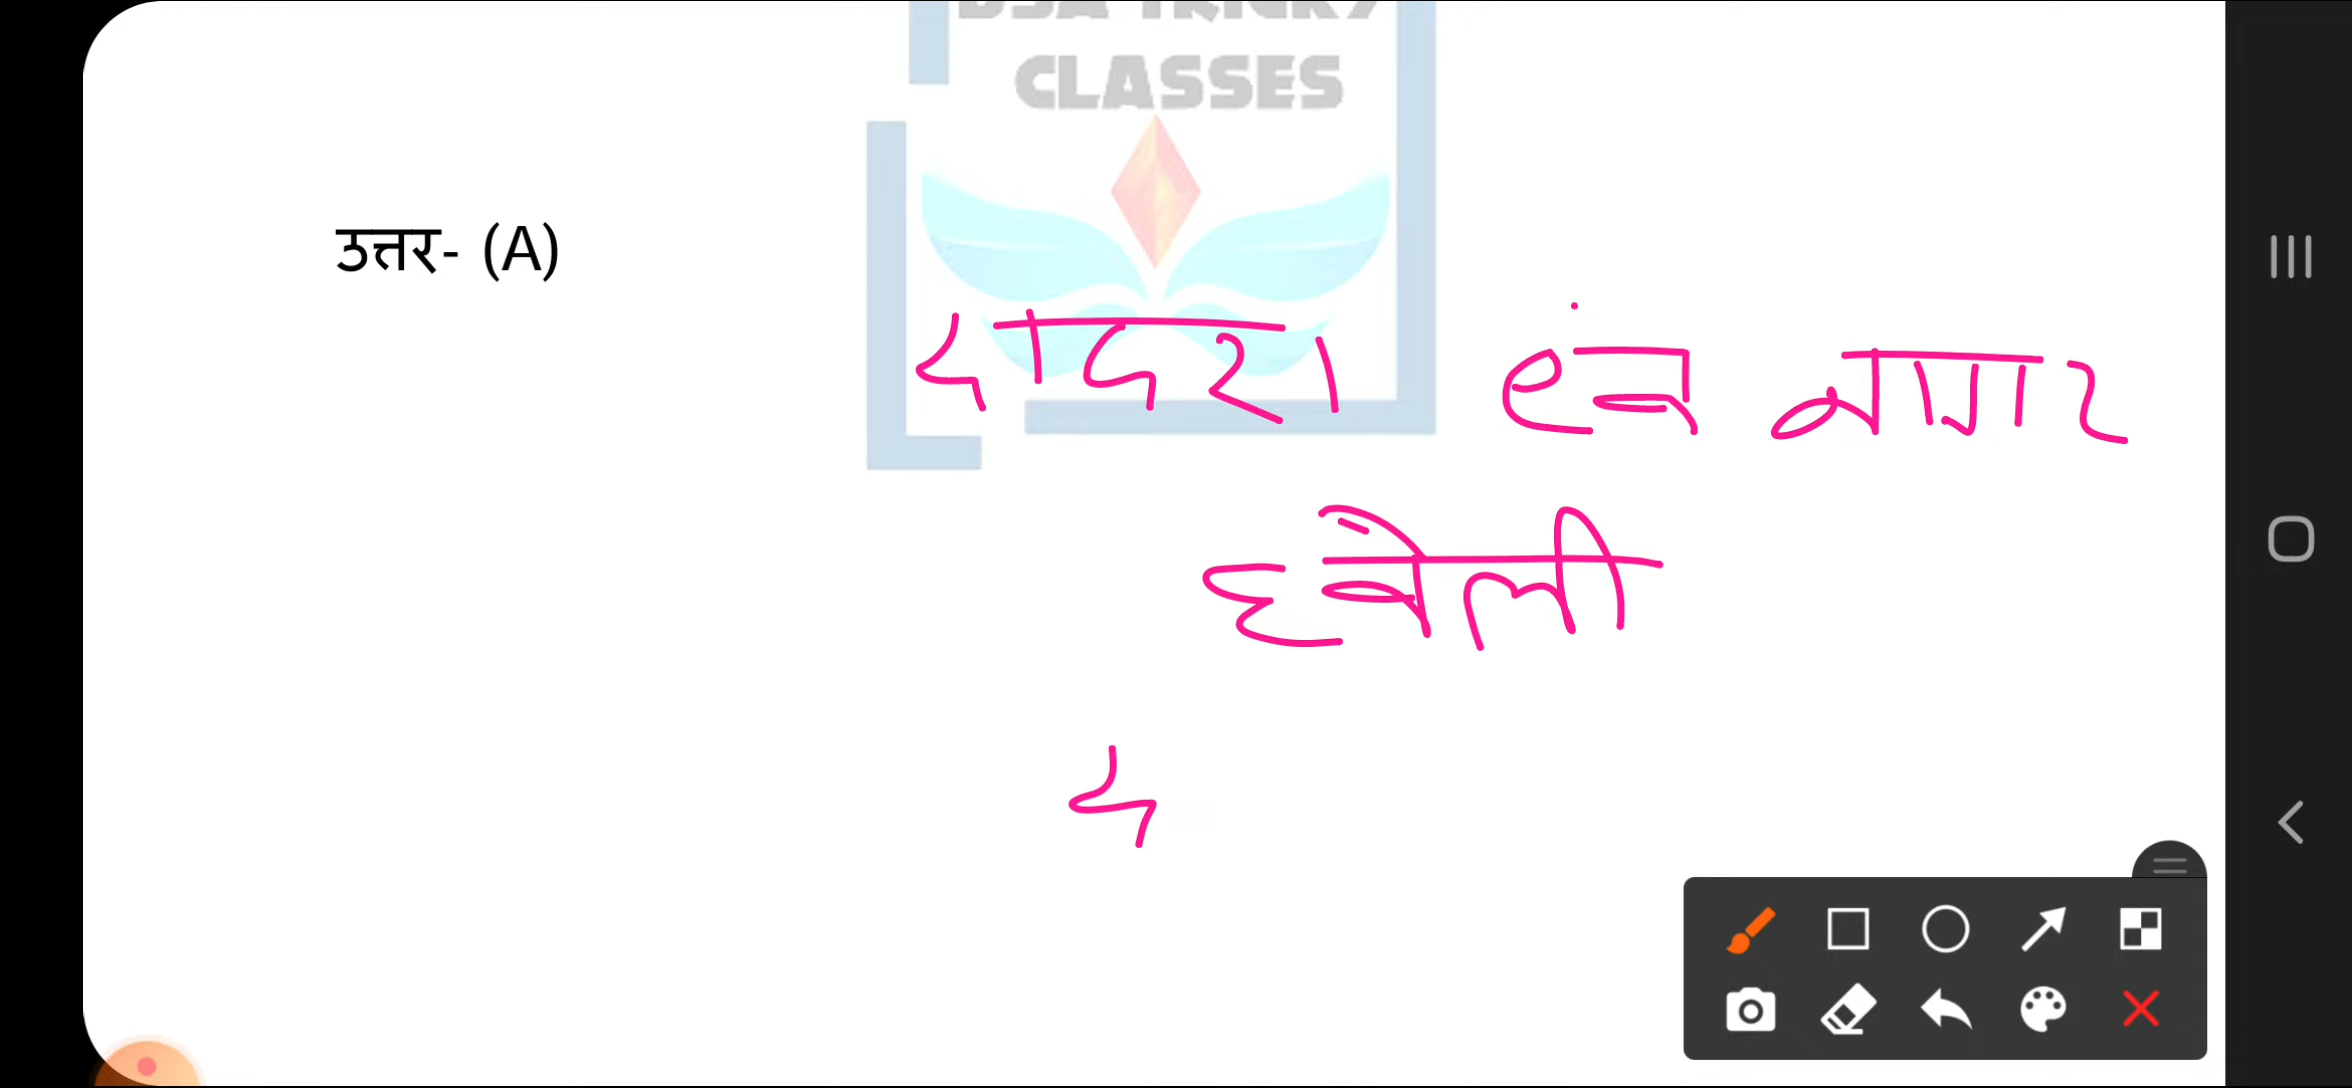 CLASSES
उत्तर- (A)
दादरा एवं नागर
हवेली
द